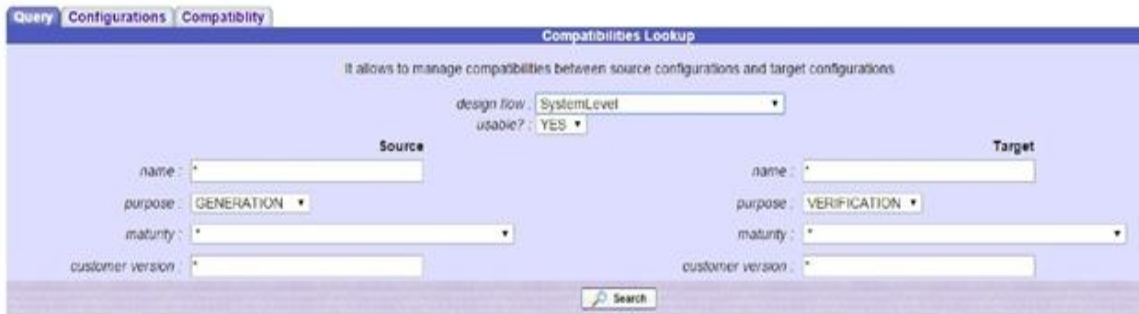 Query Configurations Compatiblity
Compatibilities Lookup
It allows to manage compatibilities between source configurations and target configurations
design flow : SystemLevel
usable? : YES
Source Target
name : * name : *
purpose : GENERATION purpose : VERIFICATION
maturity : * maturity : *
customer version : * customer version : *
Search